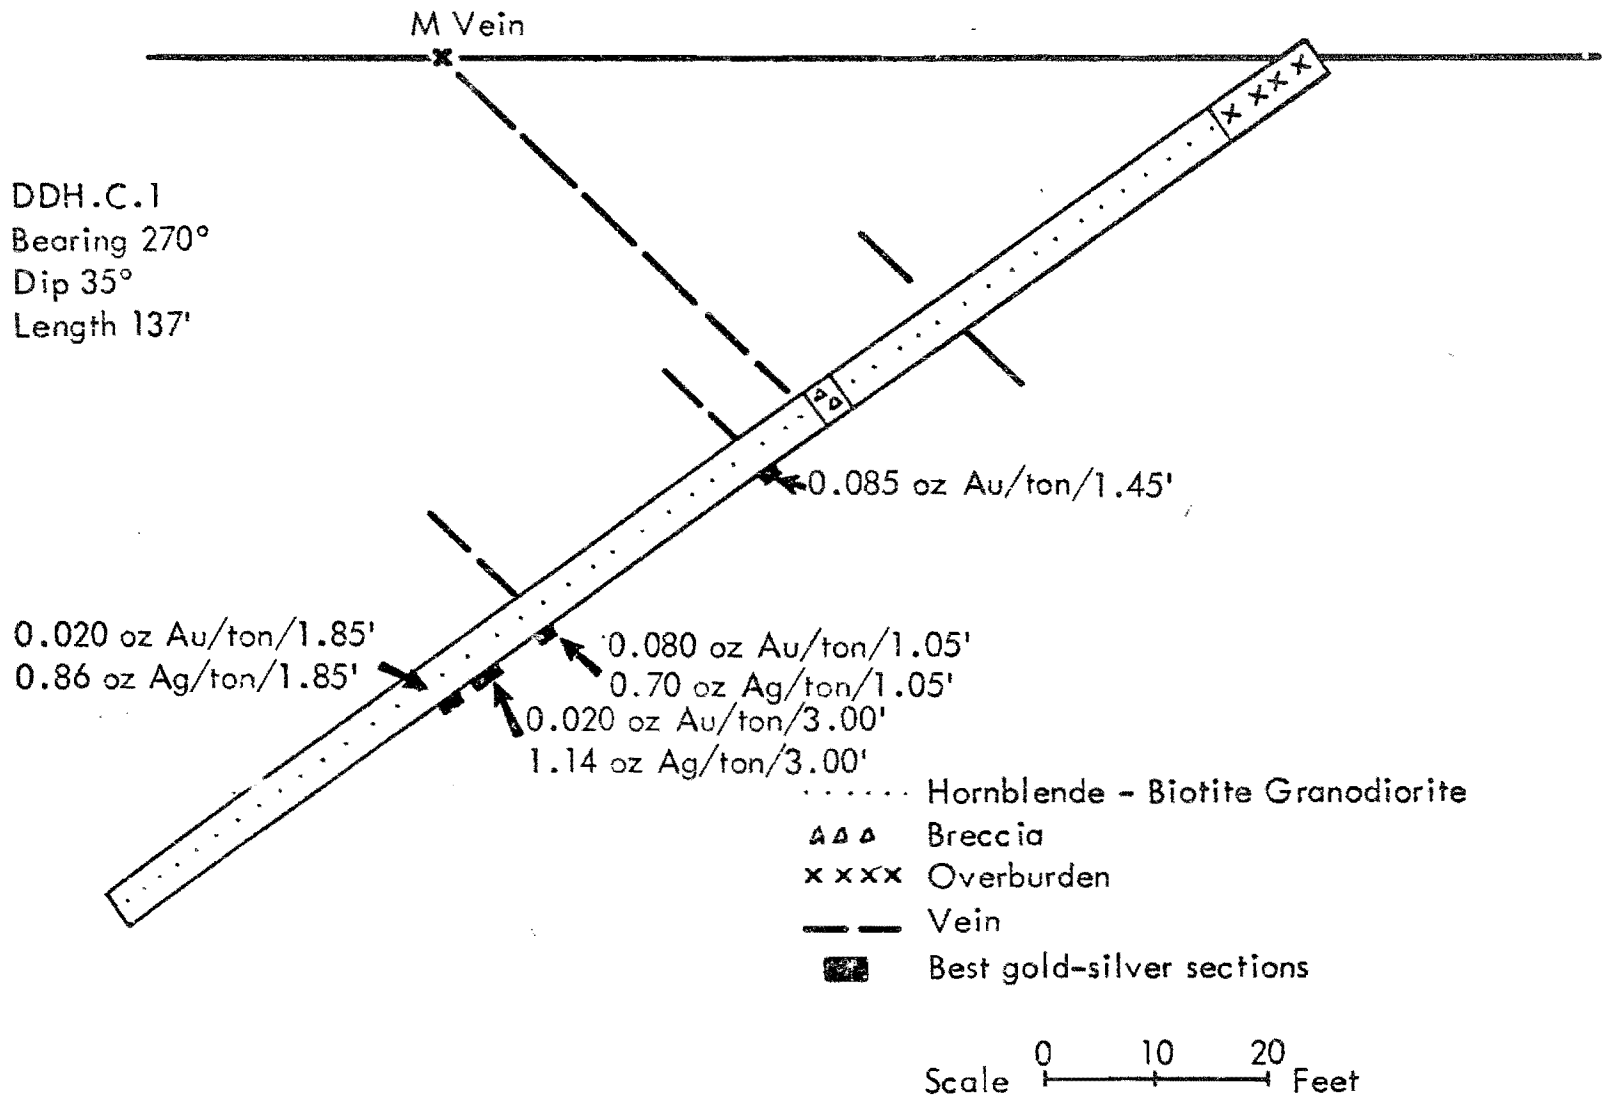 M Vein
DDH.C.1
Bearing 270°
Dip 35°
Length 137'
0.085 oz Au/ton/1.45'
0.020 oz Au/ton/1.85'
0.86 oz Ag/ton/1.85'
0.080 oz Au/ton/1.05'
0.70 oz Ag/ton/1.05'
0.020 oz Au/ton/3.00'
1.14 oz Ag/ton/3.00'
Hornblende - Biotite Granodiorite
Breccia
Overburden
Vein
Best gold-silver sections
0 10 20
Scale Feet